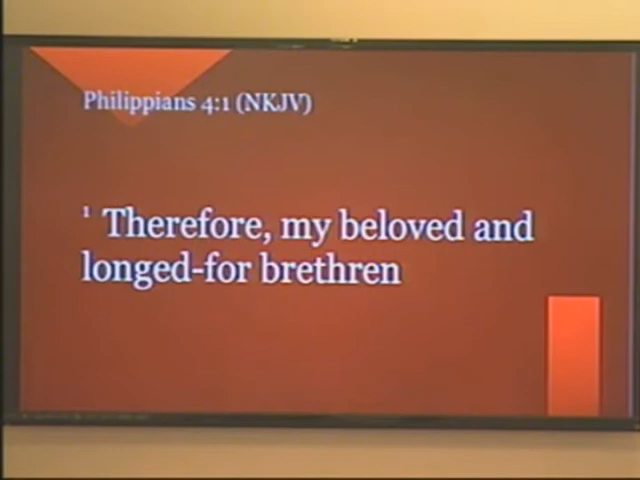 Philippians 4:1 (NKJV)
¹ Therefore, my beloved and
longed-for brethren